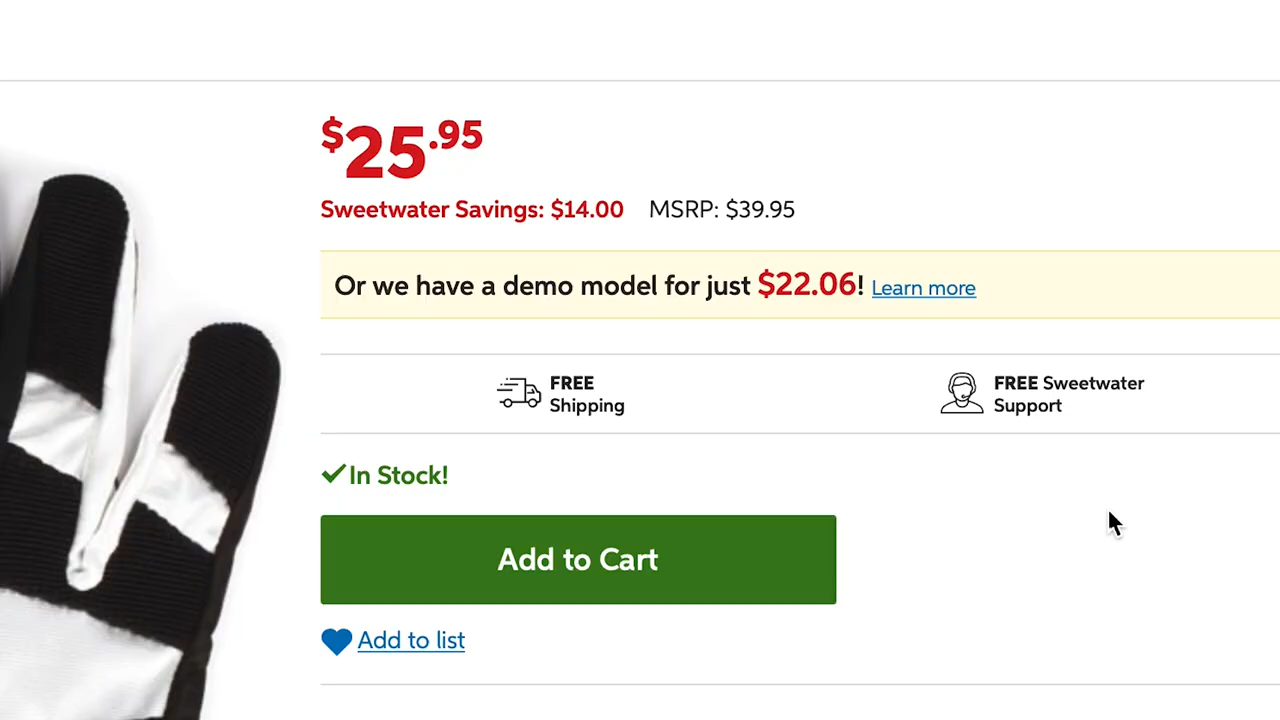 $25.95
Sweetwater Savings: $14.00 MSRP: $39.95
Or we have a demo model for just $22.06! Learn more
FREE
Shipping
FREE Sweetwater
Support
In Stock!
Add to Cart
Add to list